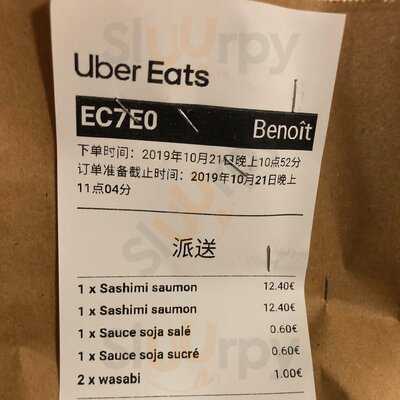 Uber Eats
EC7E0 Benoît
下单时间：2019年10月21日晚上10点52分
订单准备截止时间：2019年10月21日晚上
11点04分
派送
1 x Sashimi saumon 12.40€
1 x Sashimi saumon 12.40€
1 x Sauce soja salé 0.60€
1 x Sauce soja sucré 0.60€
2 x wasabi 1.00€
sluurpy
sluurpy
sluurpy